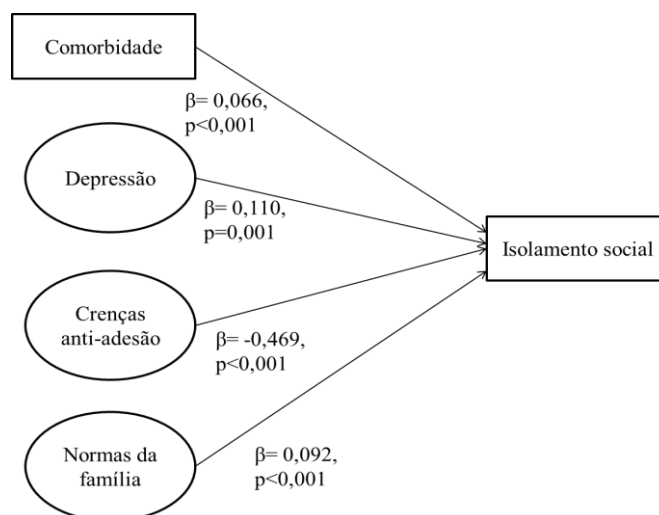 Comorbidade
β= 0,066,
p<0,001
Depressão
β= 0,110,
p=0,001
Isolamento social
Crenças
anti-adesão
β= -0,469,
p<0,001
Normas da
família
β= 0,092,
p<0,001